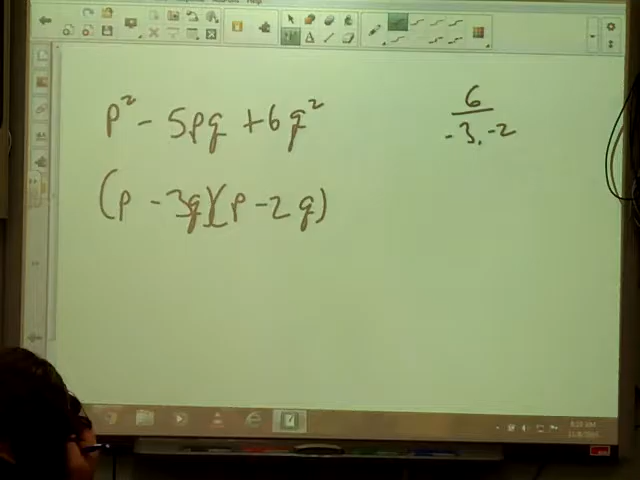 p² - 5pq + 6q²
6
-3, -2
(p - 3q)(p - 2q)